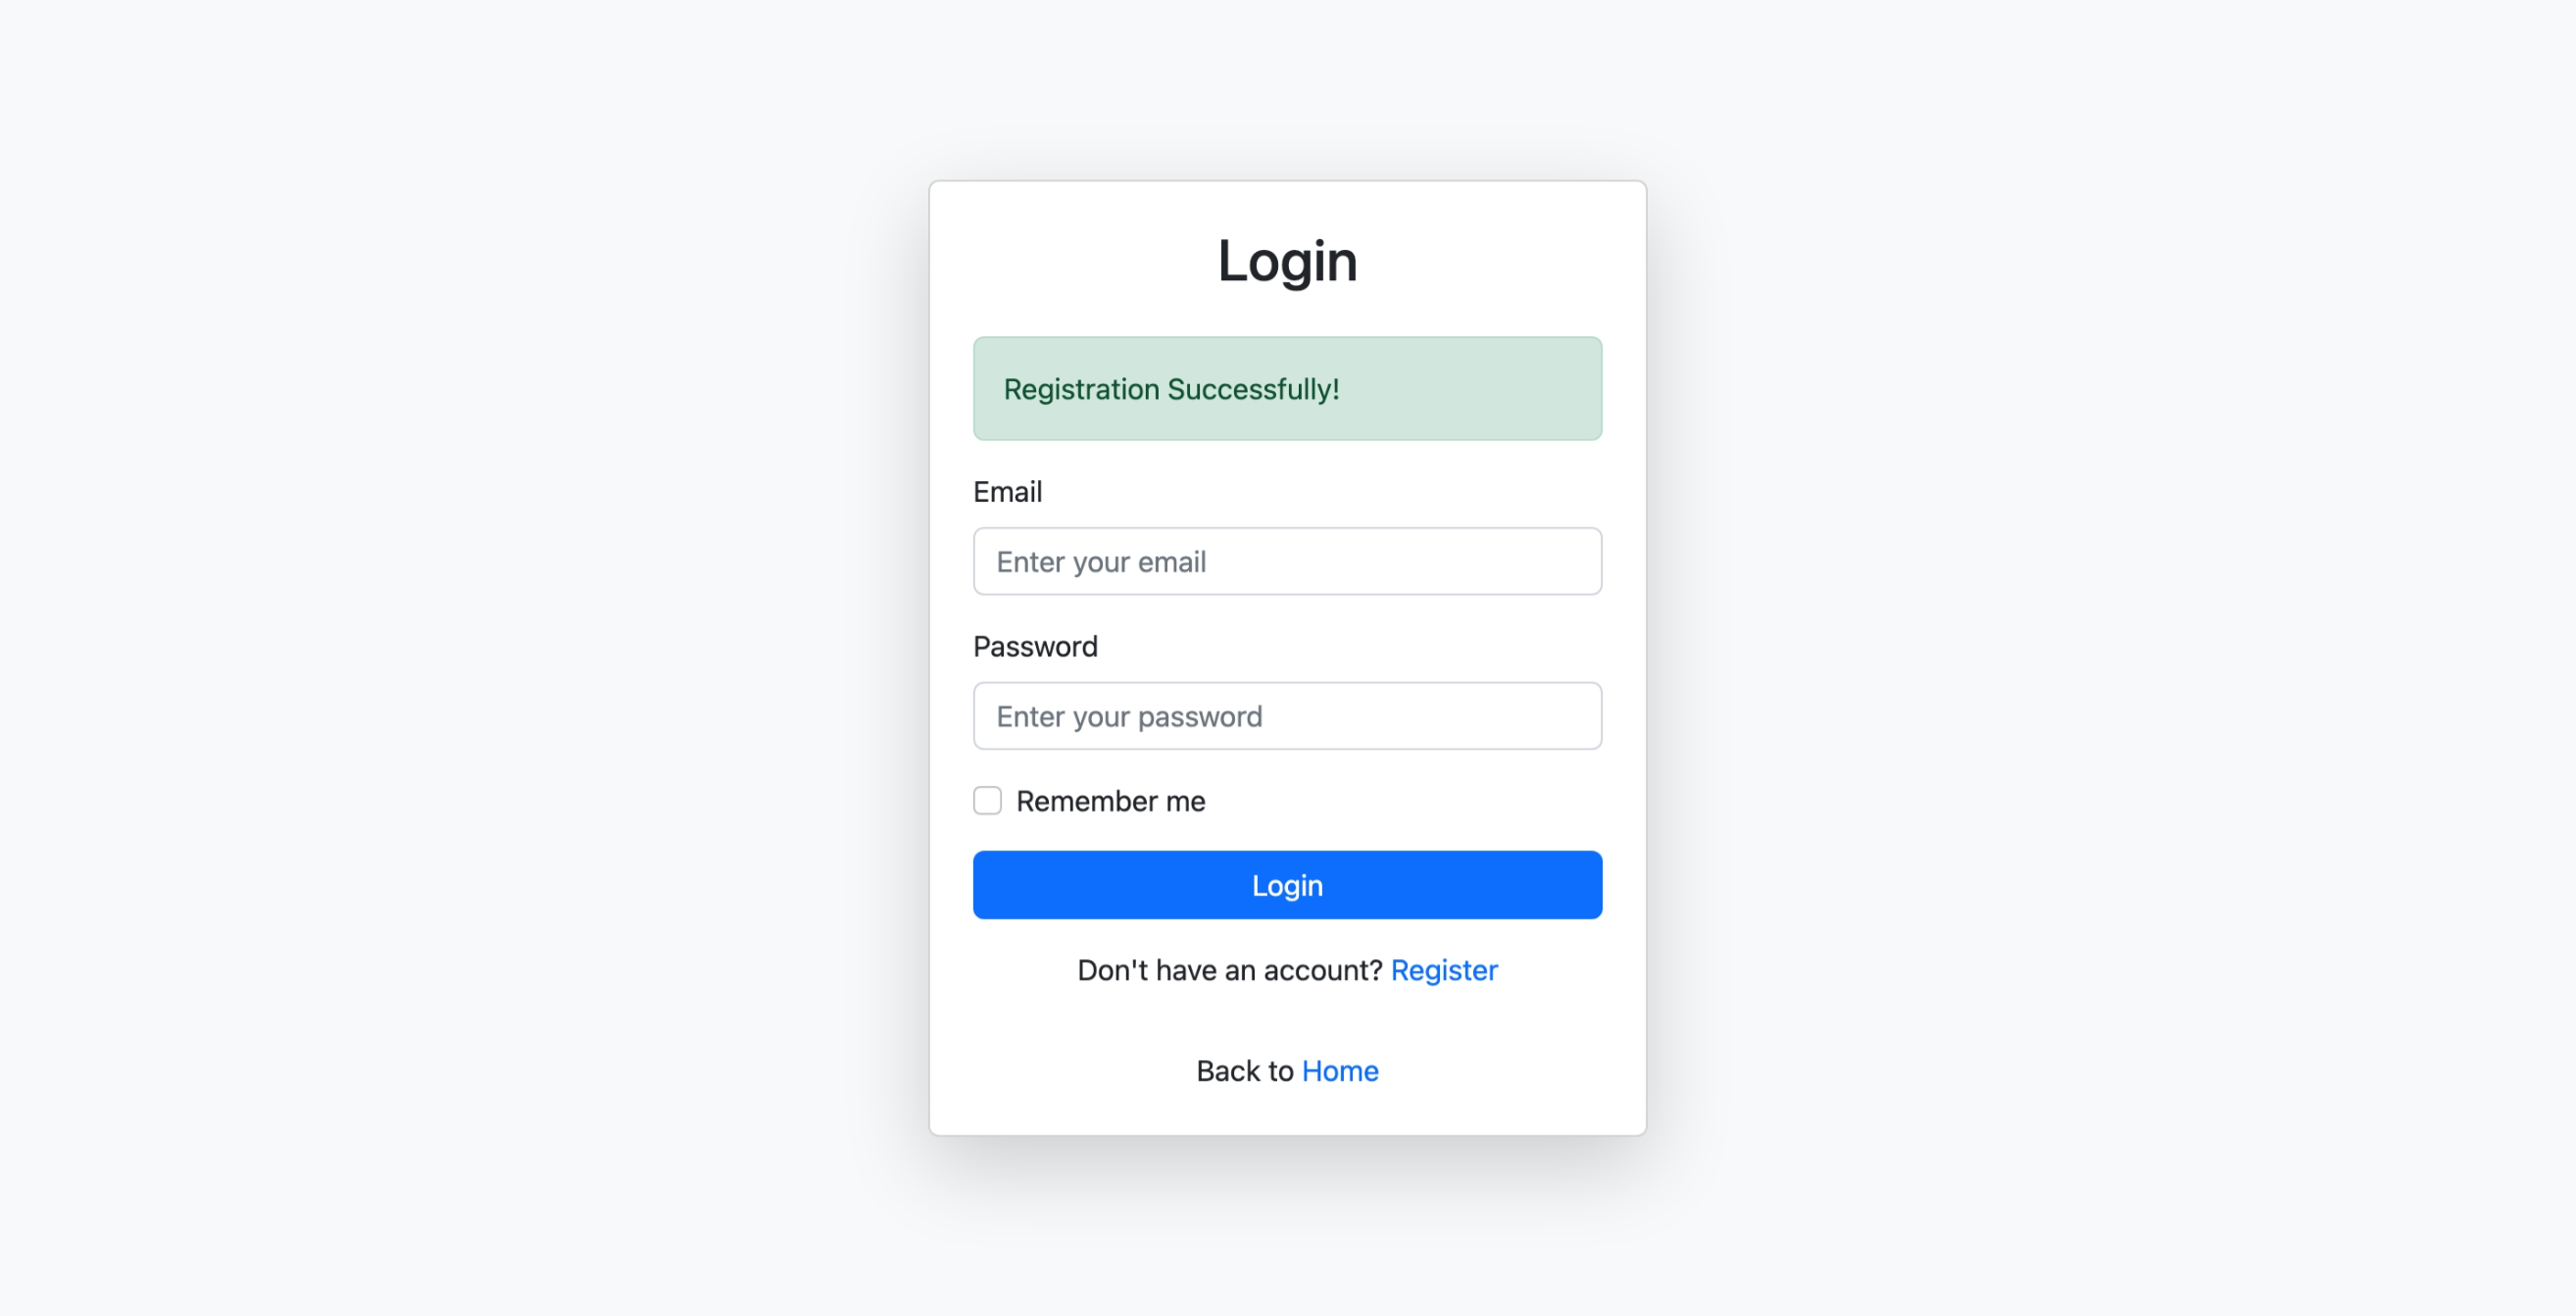 Login
Registration Successfully!
Email
Enter your email
Password
Enter your password
Remember me
Login
Don't have an account? Register
Back to Home